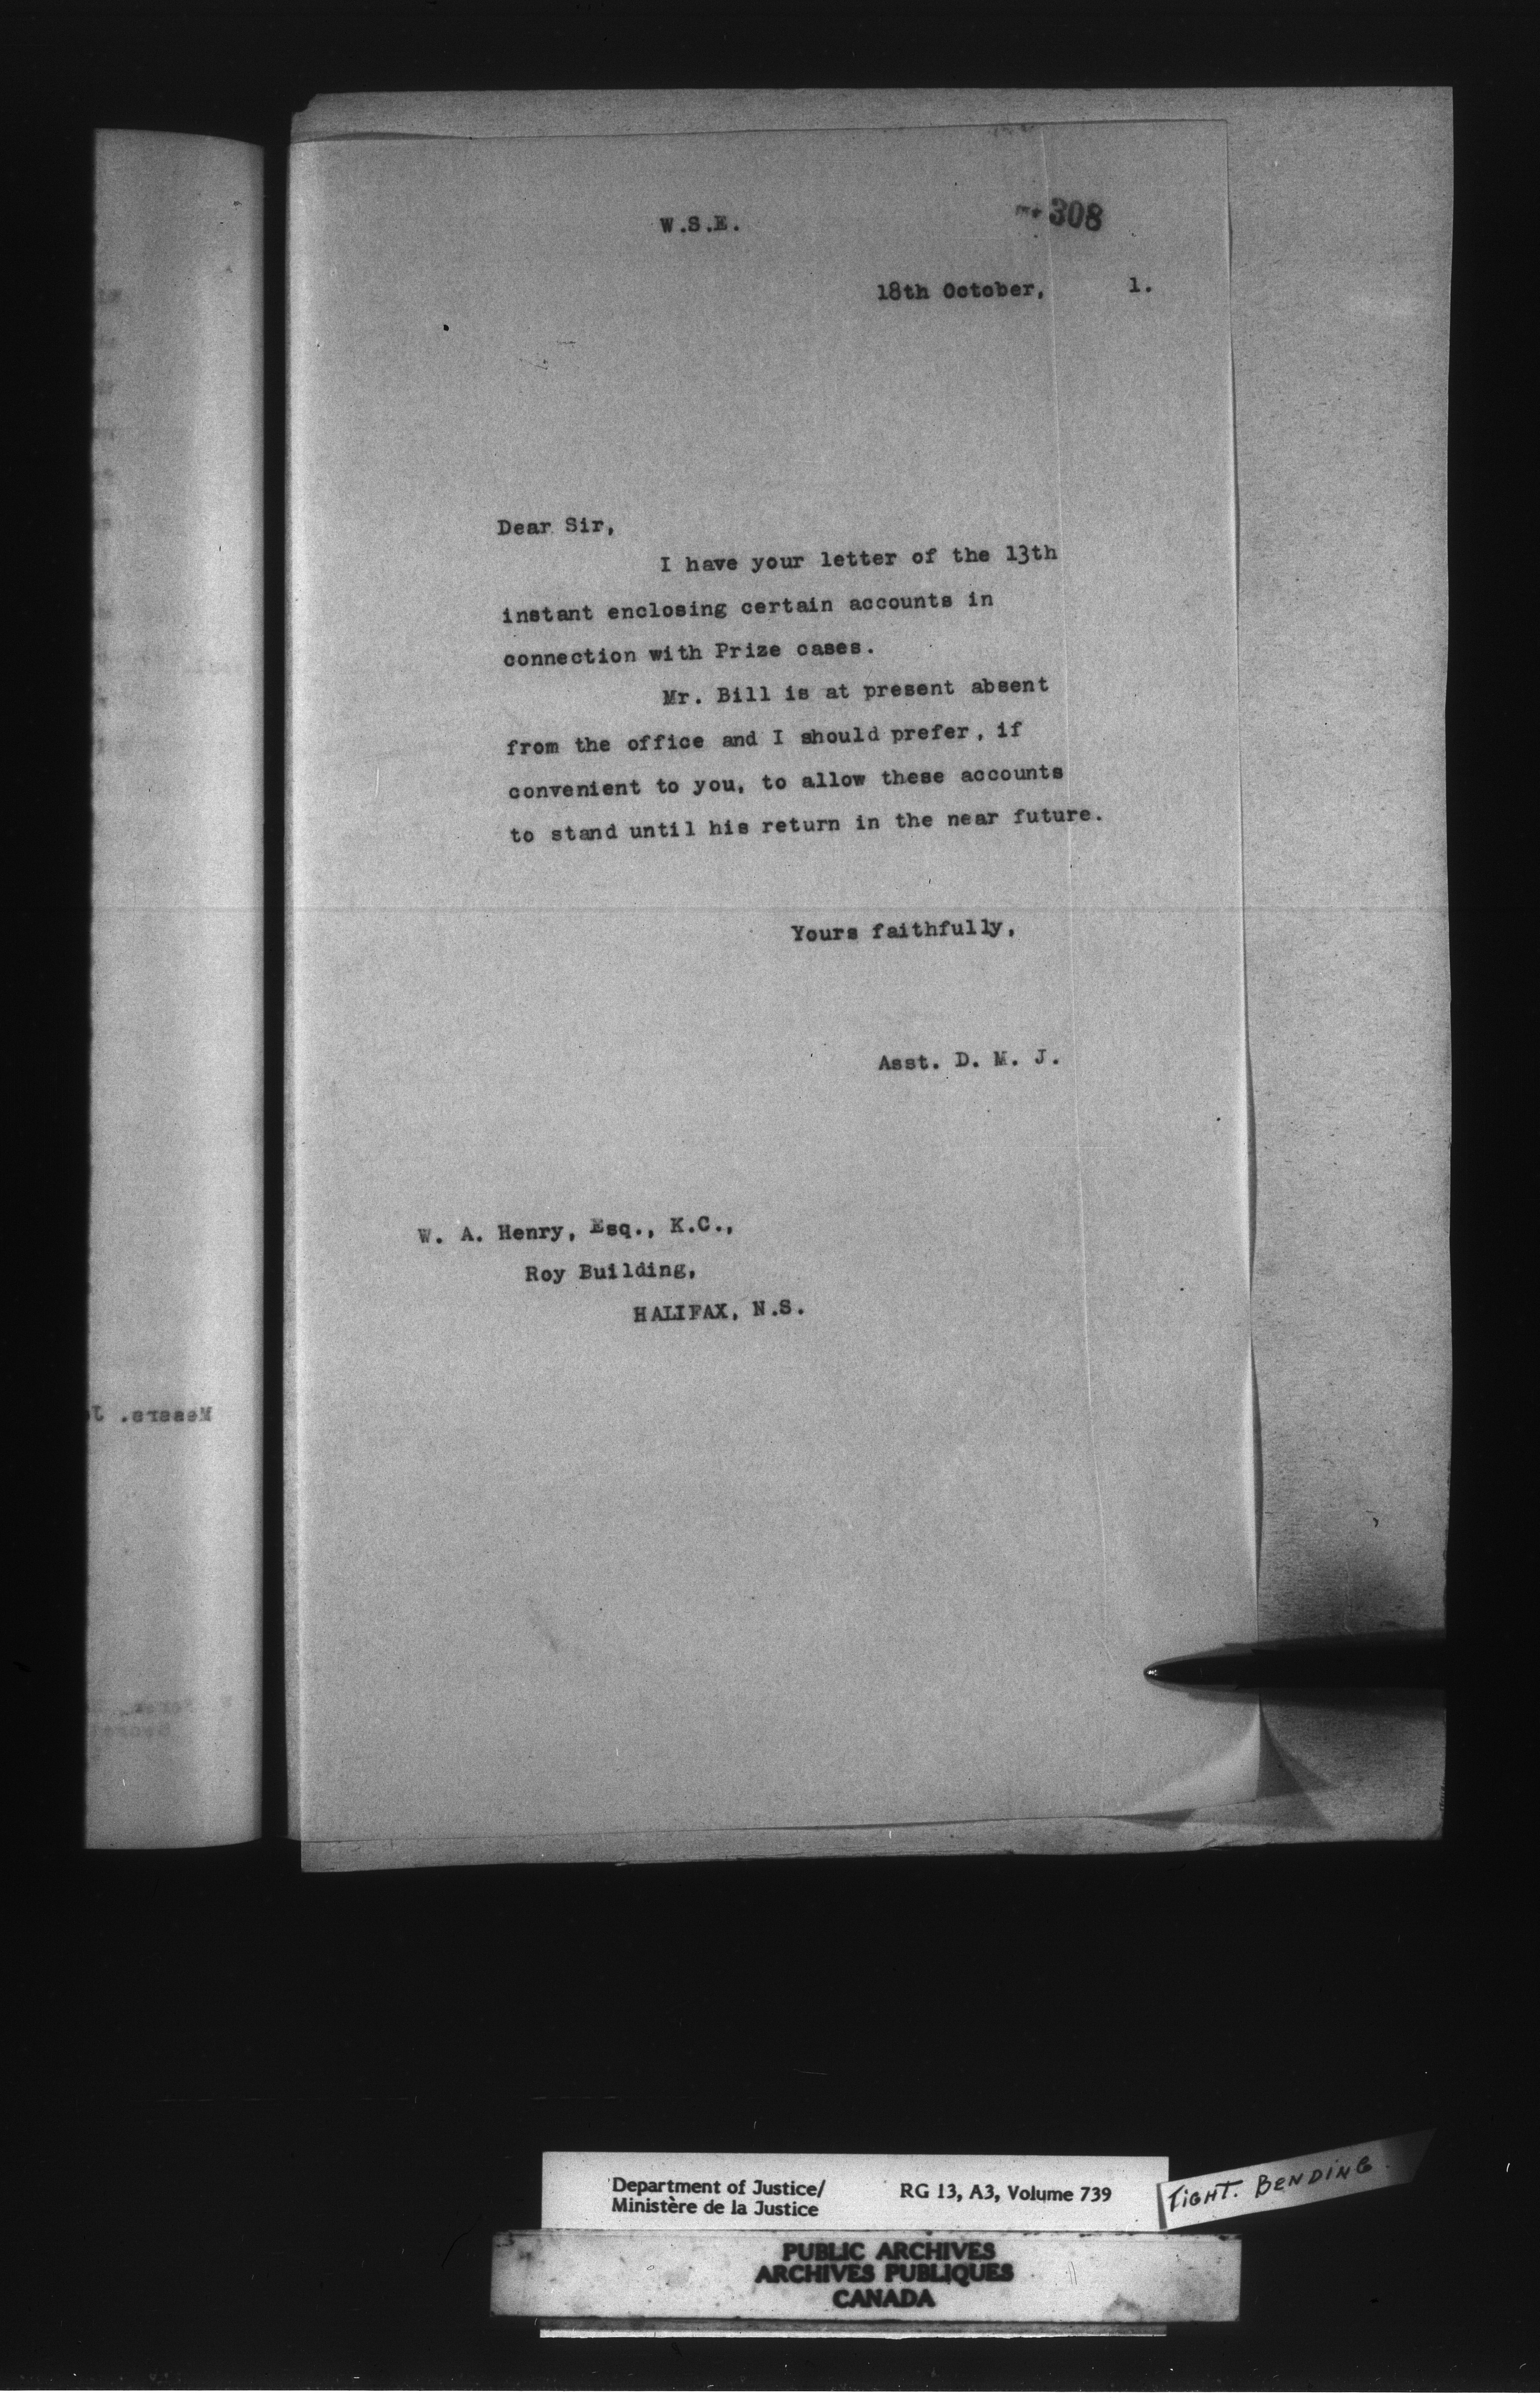 W.S.E.
308
18th October, 1.
Dear Sir,
I have your letter of the 13th
instant enclosing certain accounts in
connection with Prize cases.
Mr. Bill is at present absent
from the office and I should prefer, if
convenient to you, to allow these accounts
to stand until his return in the near future.
Yours faithfully,
Asst. D. M. J.
W. A. Henry, Esq., K.C.,
Roy Building,
HALIFAX, N.S.
Messrs.
Department of Justice/
Ministère de la Justice
RG 13, A3, Volume 739
TIGHT. BENDING.
PUBLIC ARCHIVES
ARCHIVES PUBLIQUES
CANADA